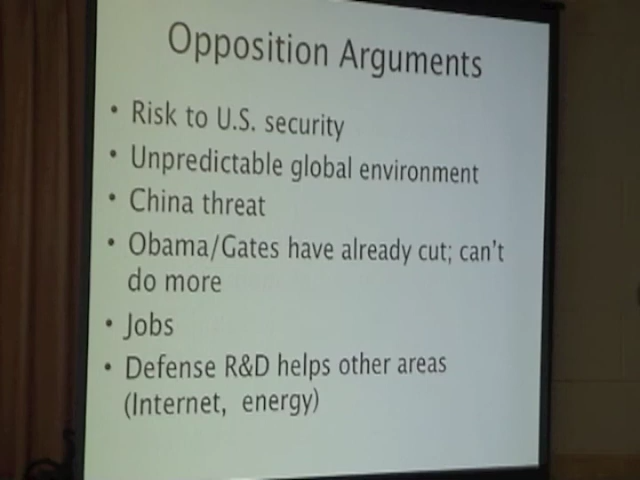 Opposition Arguments
• Risk to U.S. security
• Unpredictable global environment
• China threat
• Obama/Gates have already cut; can't
do more
• Jobs
• Defense R&D helps other areas
(Internet, energy)